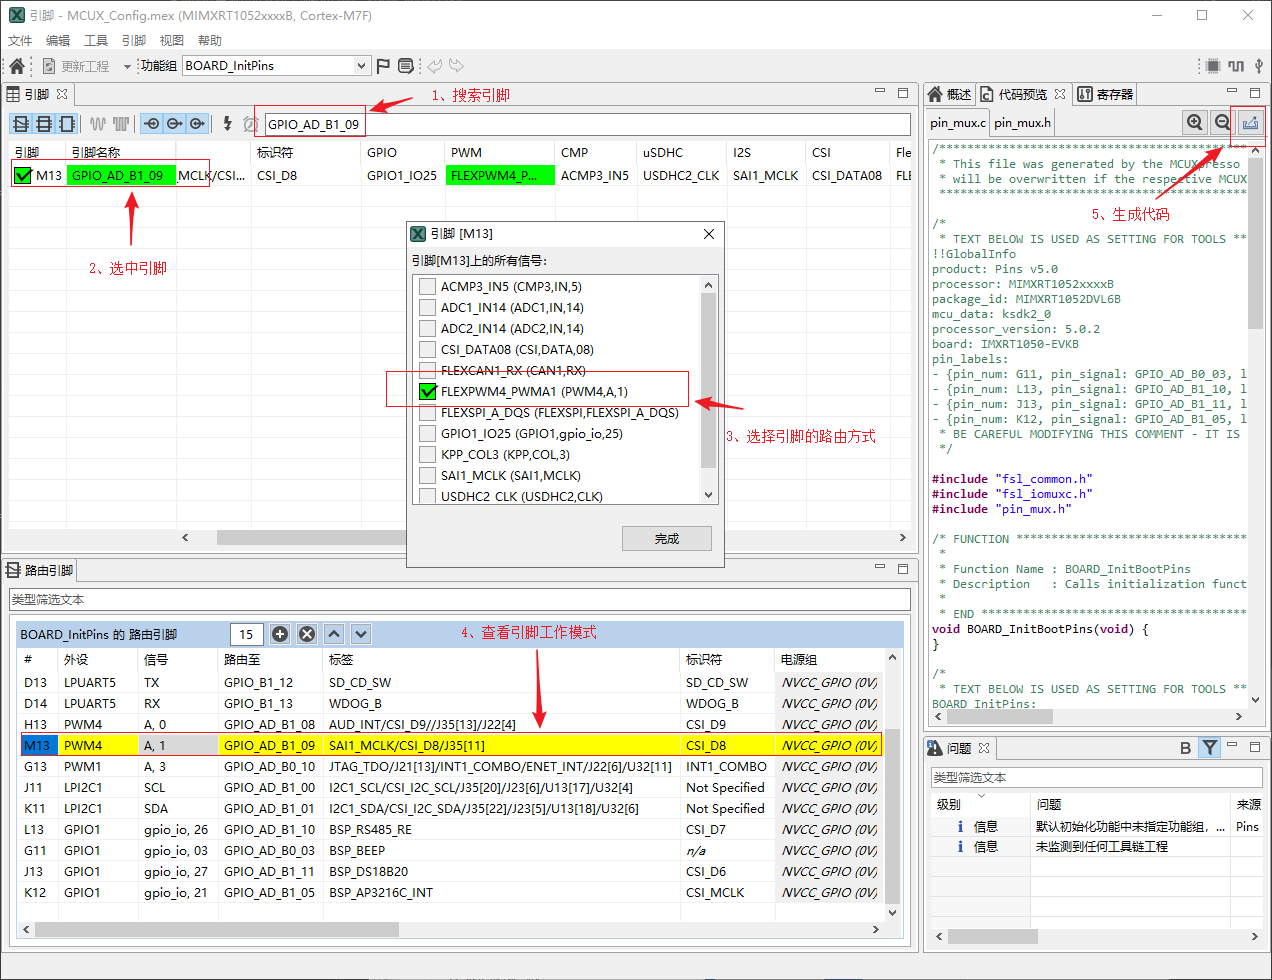 引脚 - MCUX_Config.mex (MIMXRT1052xxxxB, Cortex-M7F)
文件 编辑 工具 引脚 视图 帮助
更新工程 功能组 BOARD_InitPins
引脚
1、搜索引脚
GPIO_AD_B1_09
引脚 引脚名称 标识符 GPIO PWM CMP uSDHC I2S CSI Fle
M13 GPIO_AD_B1_09 _MCLK/CSI... CSI_D8 GPIO1_IO25 FLEXPWM4_P... ACMP3_IN5 USDHC2_CLK SAI1_MCLK CSI_DATA08 FLE
2、选中引脚
引脚 [M13]
引脚[M13]上的所有信号:
ACMP3_IN5 (CMP3,IN,5)
ADC1_IN14 (ADC1,IN,14)
ADC2_IN14 (ADC2,IN,14)
CSI_DATA08 (CSI,DATA,08)
FLEXCAN1_RX (CAN1,RX)
FLEXPWM4_PWMA1 (PWM4,A,1)
FLEXSPI_A_DQS (FLEXSPI,FLEXSPI_A_DQS)
GPIO1_IO25 (GPIO1,gpio_io,25)
KPP_COL3 (KPP,COL,3)
SAI1_MCLK (SAI1,MCLK)
USDHC2_CLK (USDHC2,CLK)
3、选择引脚的路由方式
完成
路由引脚
类型筛选文本
BOARD_InitPins 的 路由引脚 15
4、查看引脚工作模式
# 外设 信号 路由至 标签 标识符 电源组
D13 LPUART5 TX GPIO_B1_12 SD_CD_SW SD_CD_SW NVCC_GPIO (0V)
D14 LPUART5 RX GPIO_B1_13 WDOG_B WDOG_B NVCC_GPIO (0V)
H13 PWM4 A, 0 GPIO_AD_B1_08 AUD_INT/CSI_D9//J35[13]/J22[4] CSI_D9 NVCC_GPIO (0V)
M13 PWM4 A, 1 GPIO_AD_B1_09 SAI1_MCLK/CSI_D8/J35[11] CSI_D8 NVCC_GPIO (0V)
G13 PWM1 A, 3 GPIO_AD_B0_10 JTAG_TDO/J21[13]/INT1_COMBO/ENET_INT/J22[6]/U32[11] INT1_COMBO NVCC_GPIO (0V)
J11 LPI2C1 SCL GPIO_AD_B1_00 I2C1_SCL/CSI_I2C_SCL/J35[20]/J23[6]/U13[17]/U32[4] Not Specified NVCC_GPIO (0V)
K11 LPI2C1 SDA GPIO_AD_B1_01 I2C1_SDA/CSI_I2C_SDA/J35[22]/J23[5]/U13[18]/U32[6] Not Specified NVCC_GPIO (0V)
L13 GPIO1 gpio_io, 26 GPIO_AD_B1_10 BSP_RS485_RE CSI_D7 NVCC_GPIO (0V)
G11 GPIO1 gpio_io, 03 GPIO_AD_B0_03 BSP_BEEP n/a NVCC_GPIO (0V)
J13 GPIO1 gpio_io, 27 GPIO_AD_B1_11 BSP_DS18B20 CSI_D6 NVCC_GPIO (0V)
K12 GPIO1 gpio_io, 21 GPIO_AD_B1_05 BSP_AP3216C_INT CSI_MCLK NVCC_GPIO (0V)
概述 代码预览 寄存器
pin_mux.c pin_mux.h
/***********************************************
* This file was generated by the MCUXpresso
* will be overwritten if the respective MCUX
***********************************************
5、生成代码
/*
* TEXT BELOW IS USED AS SETTING FOR TOOLS **
!!GlobalInfo
product: Pins v5.0
processor: MIMXRT1052xxxxB
package_id: MIMXRT1052DVL6B
mcu_data: ksdk2_0
processor_version: 5.0.2
board: IMXRT1050-EVKB
pin_labels:
- {pin_num: G11, pin_signal: GPIO_AD_B0_03, l
- {pin_num: L13, pin_signal: GPIO_AD_B1_10, l
- {pin_num: J13, pin_signal: GPIO_AD_B1_11, l
- {pin_num: K12, pin_signal: GPIO_AD_B1_05, l
* BE CAREFUL MODIFYING THIS COMMENT - IT IS
*/
#include "fsl_common.h"
#include "fsl_iomuxc.h"
#include "pin_mux.h"
/* FUNCTION **********************************
*
* Function Name : BOARD_InitBootPins
* Description : Calls initialization funct
*
* END ***************************************
void BOARD_InitBootPins(void) {
}
/*
* TEXT BELOW IS USED AS SETTING FOR TOOLS **
BOARD_InitPins:
问题 B
类型筛选文本
级别 问题 来源
i 信息 默认初始化功能中未指定功能组, ... Pins
i 信息 未监测到任何工具链工程